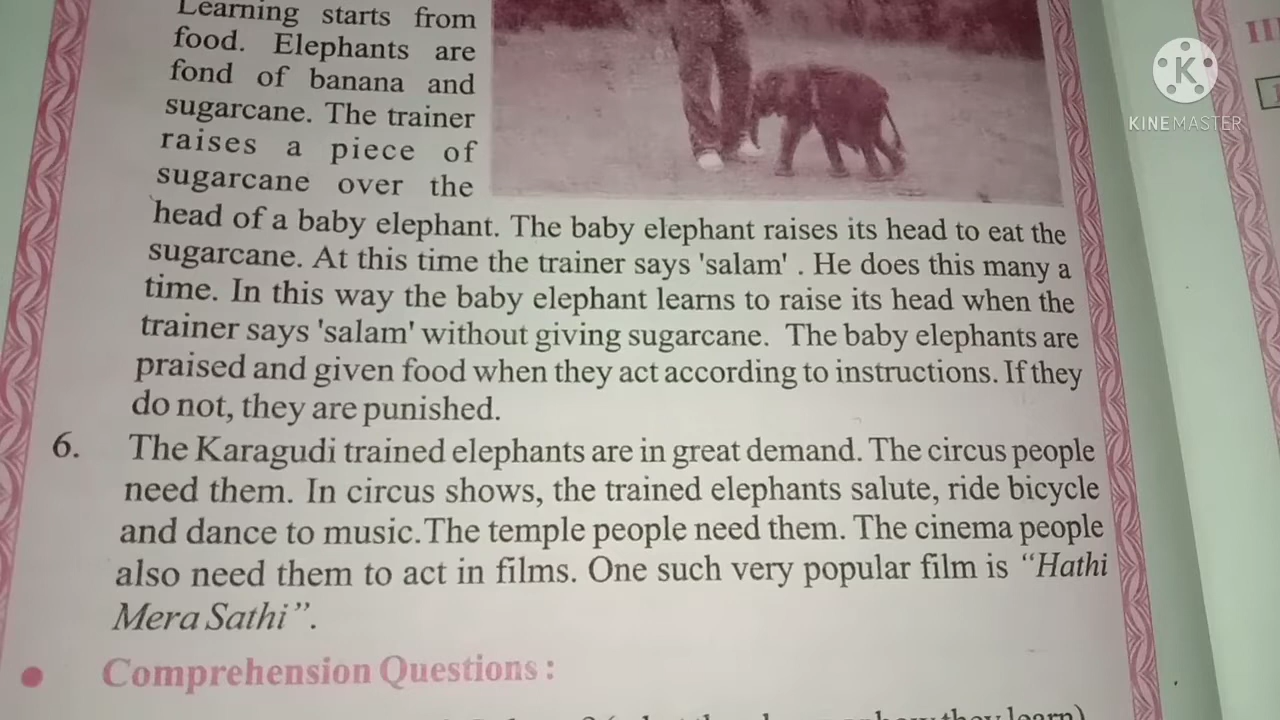 Learning starts from
food. Elephants are
fond of banana and
sugarcane. The trainer
raises a piece of
sugarcane over the
head of a baby elephant. The baby elephant raises its head to eat the
sugarcane. At this time the trainer says 'salam' . He does this many a
time. In this way the baby elephant learns to raise its head when the
trainer says 'salam' without giving sugarcane. The baby elephants are
praised and given food when they act according to instructions. If they
do not, they are punished.
6. The Karagudi trained elephants are in great demand. The circus people
need them. In circus shows, the trained elephants salute, ride bicycle
and dance to music.The temple people need them. The cinema people
also need them to act in films. One such very popular film is “Hathi
Mera Sathi”.
• Comprehension Questions :
how they learn)
K
KINEMASTER